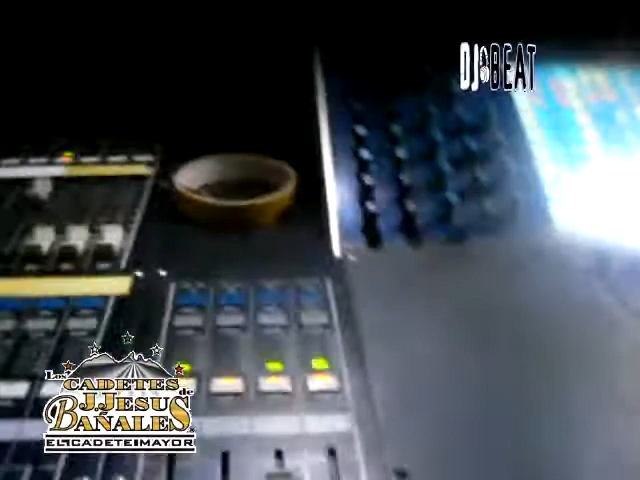 DJ BEAT
Los
CADETES
de
J.JESUS
BAÑALES
EL CADETE MAYOR